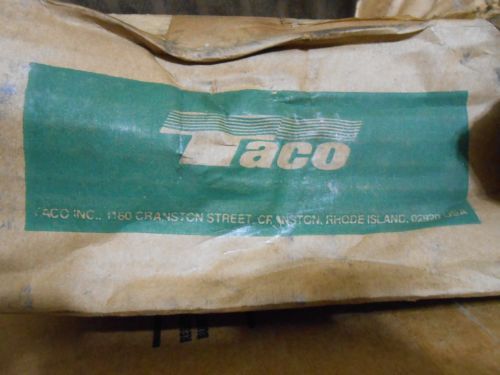 Taco
TACO INC., 1160 CRANSTON STREET, CRANSTON, RHODE ISLAND, 02920 USA